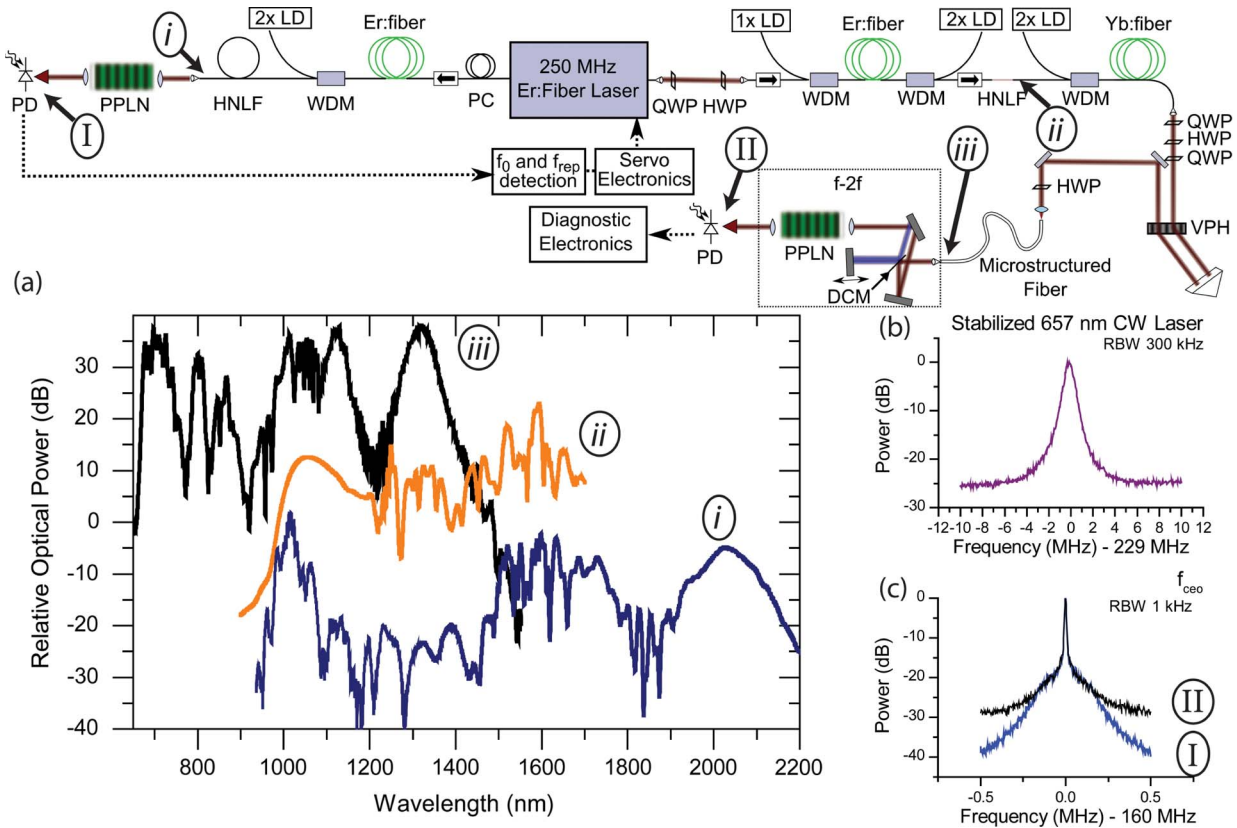 2x LD
Er:fiber
1x LD
Er:fiber
2x LD
2x LD
Yb:fiber
i
250 MHz
Er:Fiber Laser
PD
PPLN
HNLF
WDM
PC
QWP
HWP
WDM
WDM
HNLF
WDM
I
ii
QWP
HWP
QWP
f0 and frep
detection
Servo
Electronics
II
iii
f-2f
HWP
VPH
Diagnostic
Electronics
PD
PPLN
DCM
Microstructured
Fiber
(a)
Relative Optical Power (dB)
30
20
10
0
-10
-20
-30
-40
iii
ii
i
800 1000 1200 1400 1600 1800 2000 2200
Wavelength (nm)
(b)
Stabilized 657 nm CW Laser
RBW 300 kHz
Power (dB)
0
-10
-20
-30
-12 -10 -8 -6 -4 -2 0 2 4 6 8 10 12
Frequency (MHz) - 229 MHz
(c)
fceo
RBW 1 kHz
Power (dB)
0
-10
-20
-30
-40
II
I
-0.5 0.0 0.5
Frequency (MHz) - 160 MHz